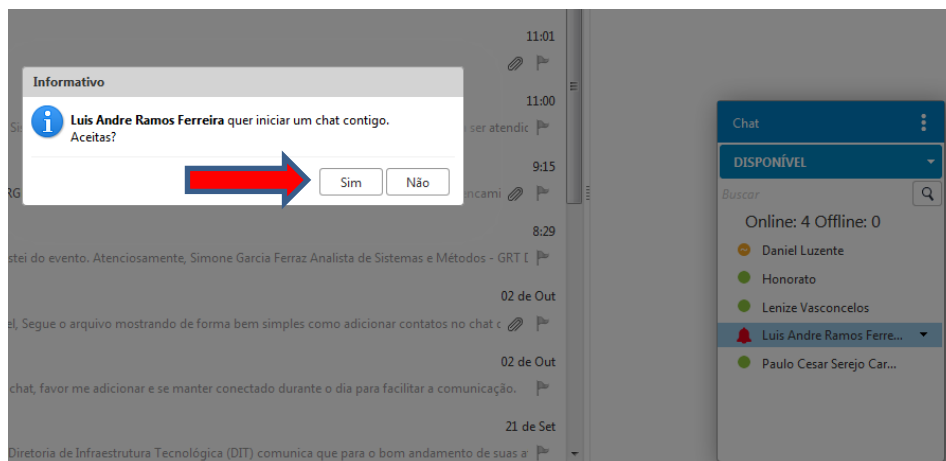 11:01
Informativo
Luis Andre Ramos Ferreira quer iniciar um chat contigo.
Aceitas?
Sim
Não
11:00
ser atendic
9:15
encami
8:29
stei do evento. Atenciosamente, Simone Garcia Ferraz Analista de Sistemas e Métodos - GRT
02 de Out
el, Segue o arquivo mostrando de forma bem simples como adicionar contatos no chat c
02 de Out
chat, favor me adicionar e se manter conectado durante o dia para facilitar a comunicação.
21 de Set
Diretoria de Infraestrutura Tecnológica (DIT) comunica que para o bom andamento de suas a
Chat
DISPONÍVEL
Buscar
Online: 4 Offline: 0
Daniel Luzente
Honorato
Lenize Vasconcelos
Luis Andre Ramos Ferre...
Paulo Cesar Serejo Car...